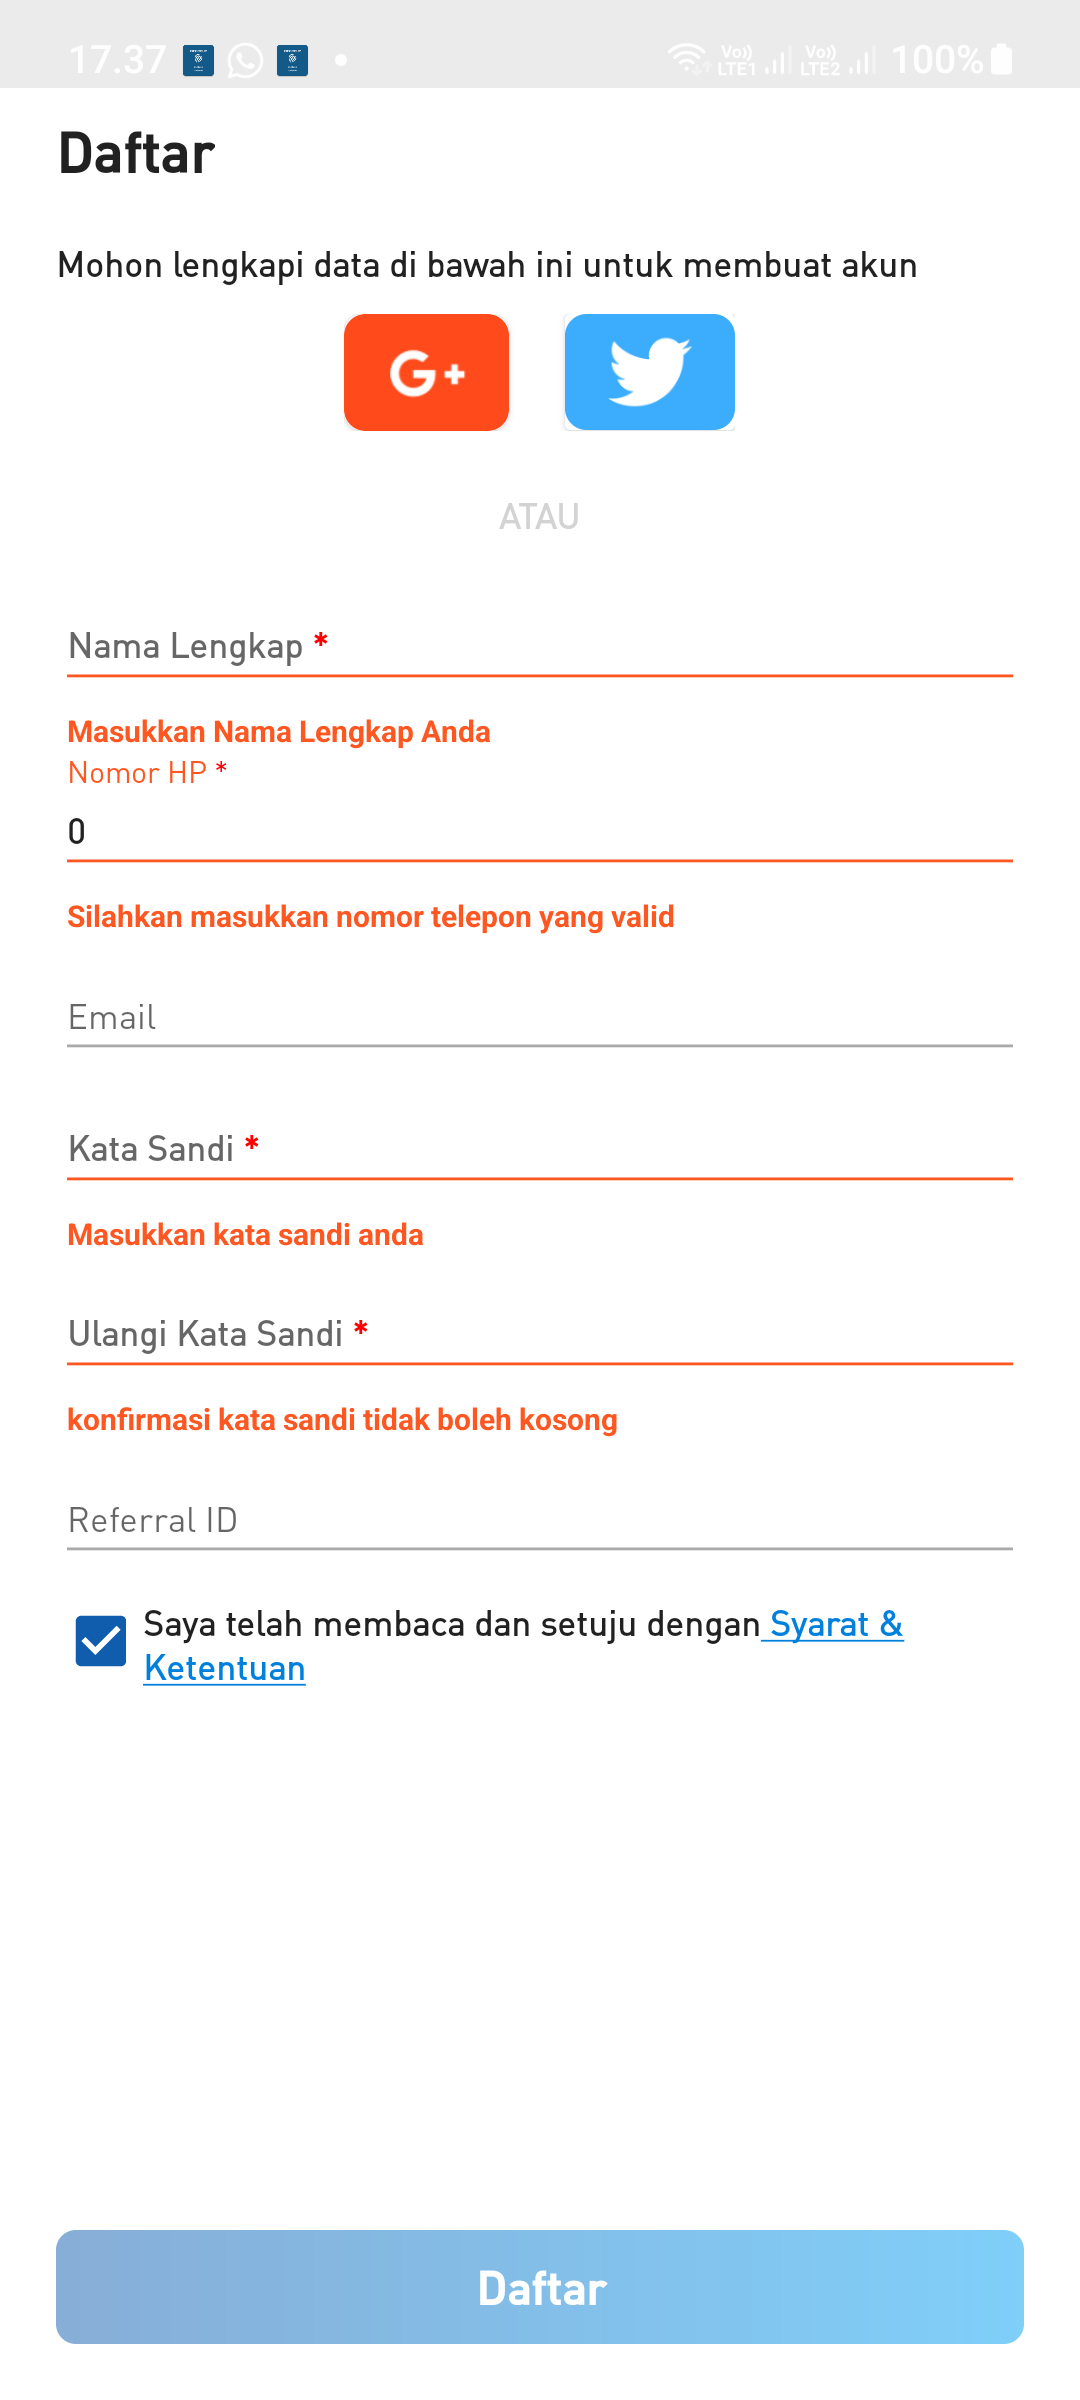 17.37
Vo)) LTE1 Vo)) LTE2 100%
Daftar
Mohon lengkapi data di bawah ini untuk membuat akun
G+
ATAU
Nama Lengkap *
Masukkan Nama Lengkap Anda
Nomor HP *
0
Silahkan masukkan nomor telepon yang valid
Email
Kata Sandi *
Masukkan kata sandi anda
Ulangi Kata Sandi *
konfirmasi kata sandi tidak boleh kosong
Referral ID
Saya telah membaca dan setuju dengan Syarat &
Ketentuan
Daftar